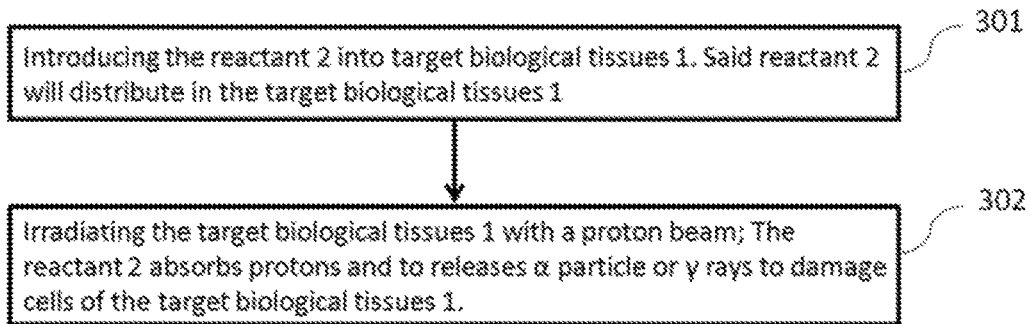 301
Introducing the reactant 2 into target biological tissues 1. Said reactant 2
will distribute in the target biological tissues 1
302
Irradiating the target biological tissues 1 with a proton beam; The
reactant 2 absorbs protons and to releases α particle or γ rays to damage
cells of the target biological tissues 1.